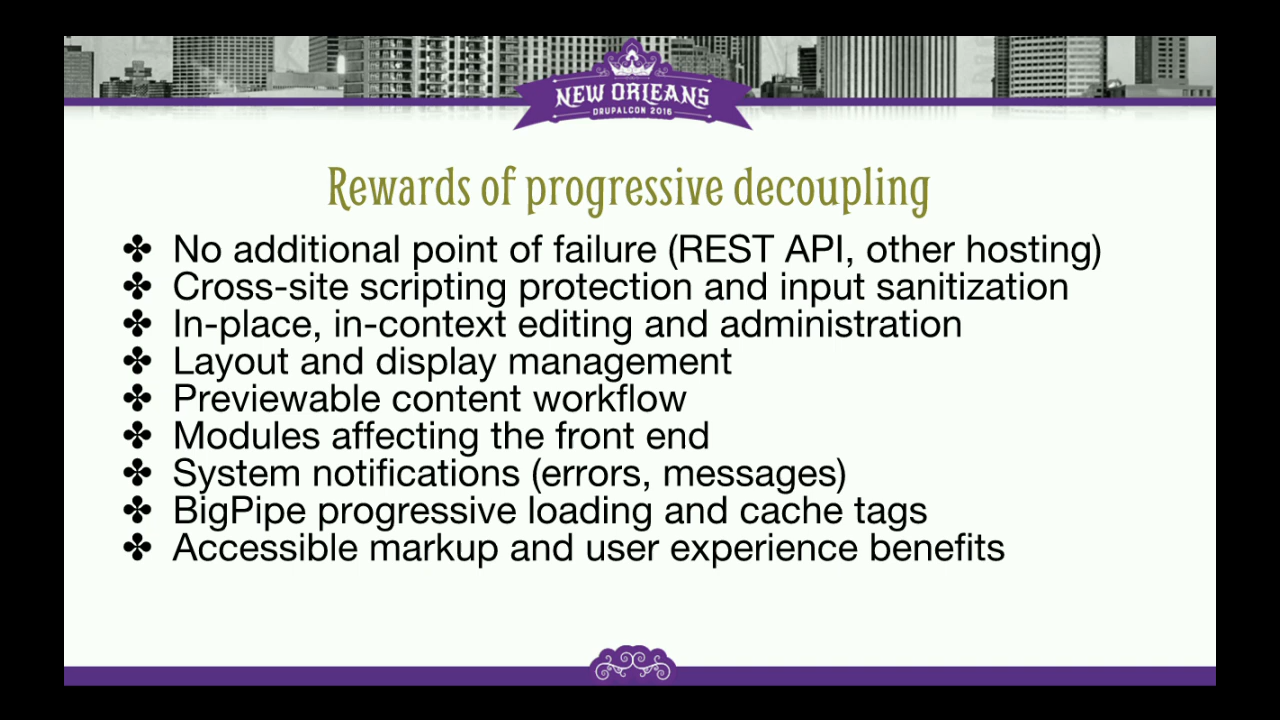 NEW ORLEANS
DRUPALCON 2016
Rewards of progressive decoupling
✤ No additional point of failure (REST API, other hosting)
✤ Cross-site scripting protection and input sanitization
✤ In-place, in-context editing and administration
✤ Layout and display management
✤ Previewable content workflow
✤ Modules affecting the front end
✤ System notifications (errors, messages)
✤ BigPipe progressive loading and cache tags
✤ Accessible markup and user experience benefits